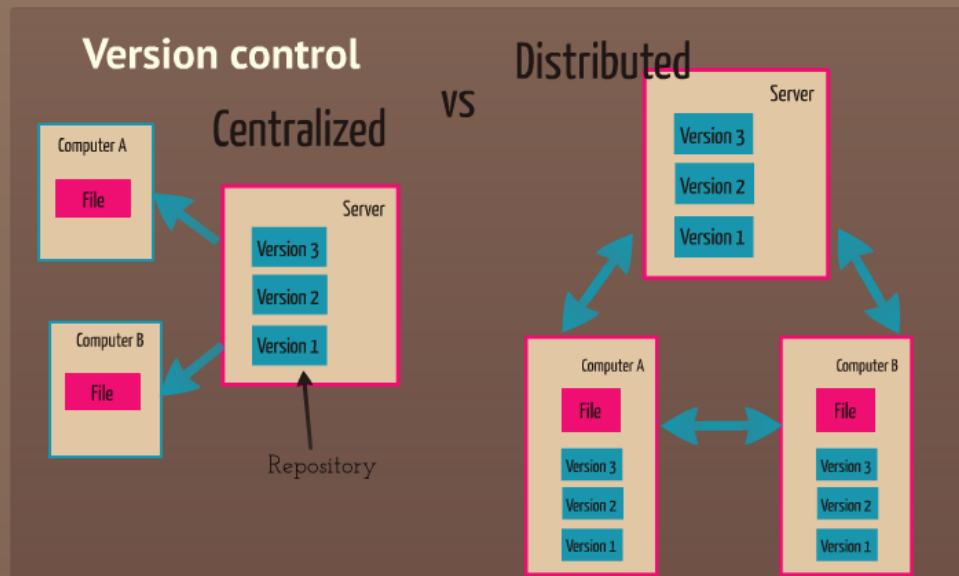 Version control
Centralized
vs
Distributed
Computer A
File
Computer B
File
Server
Version 3
Version 2
Version 1
Repository
Server
Version 3
Version 2
Version 1
Computer A
File
Version 3
Version 2
Version 1
Computer B
File
Version 3
Version 2
Version 1